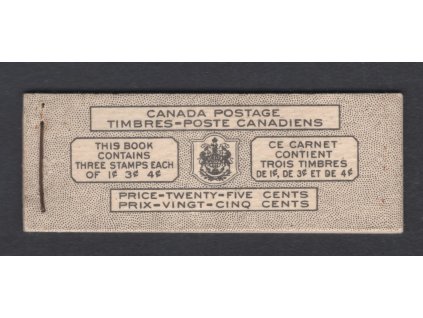 CANADA POSTAGE
TIMBRES-POSTE CANADIENS
THIS BOOK
CONTAINS
THREE STAMPS EACH
OF 1¢ 3¢ 4¢
CE CARNET
CONTIENT
TROIS TIMBRES
DE 1¢, DE 3¢ ET DE 4¢
PRICE-TWENTY-FIVE CENTS
PRIX-VINGT-CINQ CENTS